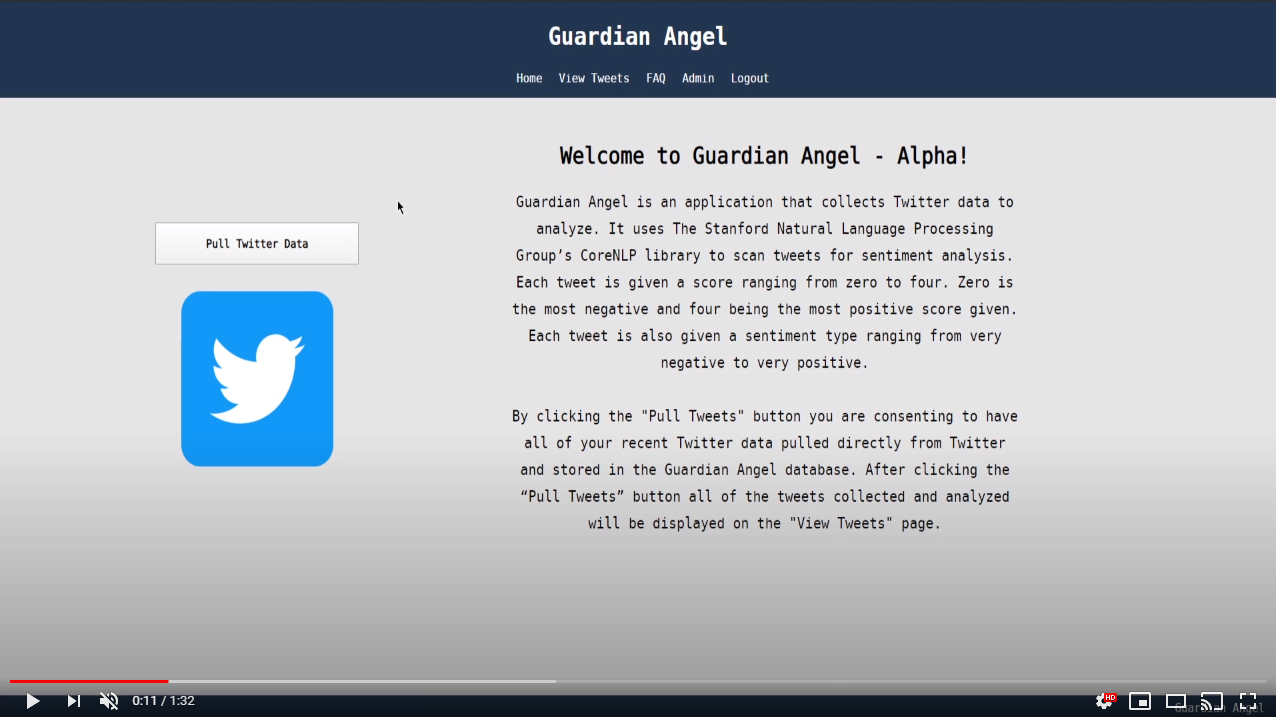 Guardian Angel
Home View Tweets FAQ Admin Logout
Welcome to Guardian Angel - Alpha!
Guardian Angel is an application that collects Twitter data to
analyze. It uses The Stanford Natural Language Processing
Group’s CoreNLP library to scan tweets for sentiment analysis.
Each tweet is given a score ranging from zero to four. Zero is
the most negative and four being the most positive score given.
Each tweet is also given a sentiment type ranging from very
negative to very positive.
Pull Twitter Data
By clicking the "Pull Tweets" button you are consenting to have
all of your recent Twitter data pulled directly from Twitter
and stored in the Guardian Angel database. After clicking the
“Pull Tweets” button all of the tweets collected and analyzed
will be displayed on the "View Tweets" page.
0:11 / 1:32
HD
Guardian Angel